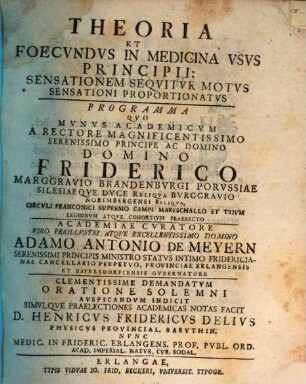 THEORIA
ET
FOECVNDVS IN MEDICINA VSVS
PRINCIPII:
SENSATIONEM SEQVITVR MOTVS
SENSATIONI PROPORTIONATVS
PROGRAMMA
QVO
MVNVS ACADEMICVM
A RECTORE MAGNIFICENTISSIMO
SERENISSIMO PRINCIPE AC DOMINO
DOMINO
FRIDERICO
MARGGRAVIO BRANDENBVRGI PORVSSIAE
SILESIAEQVE DVCE RELIQVA BVRGGRAVIO
NORIMBERGENSI RELIQVA,
CIRCVLI FRANCONICI SVPREMO CAMPI MARESCHALLO ET TRIVM
LEGIONVM ATQVE COHORTIVM PRAEFECTO
ACADEMIAE CVRATORE
VIRO PERILLVSTRI ATQVE EXCELLENTISSIMO DOMINO
ADAMO ANTONIO DE MEYERN
SERENISSIMI PRINCIPIS MINISTRO STATVS INTIMO FRIDERICIA-
NAE CANCELLARIO PERPETVO, PROVINCIAE ERLANGENSIS
ET BAYERSDORFIENSIS GVBERNATORE
CLEMENTISSIME DEMANDATVM
ORATIONE SOLEMNI
AVSPICANDVM INDICIT
SIMVLQVE PRAELECTIONES ACADEMICAS NOTAS FACIT
D. HENRICVS FRIDERICVS DELIVS
PHYSICVS PROVINCIAL. BARVTHIN.
NVNC
MEDIC. IN FRIDERIC. ERLANGENS. PROF. PVBL. ORD.
ACAD. IMPERIAL. NATVR. CVR. SODAL.
ERLANGAE,
TYPIS VIDVAE IO. FRID. BECKERI, VNIVERSIT. TYPOGR.